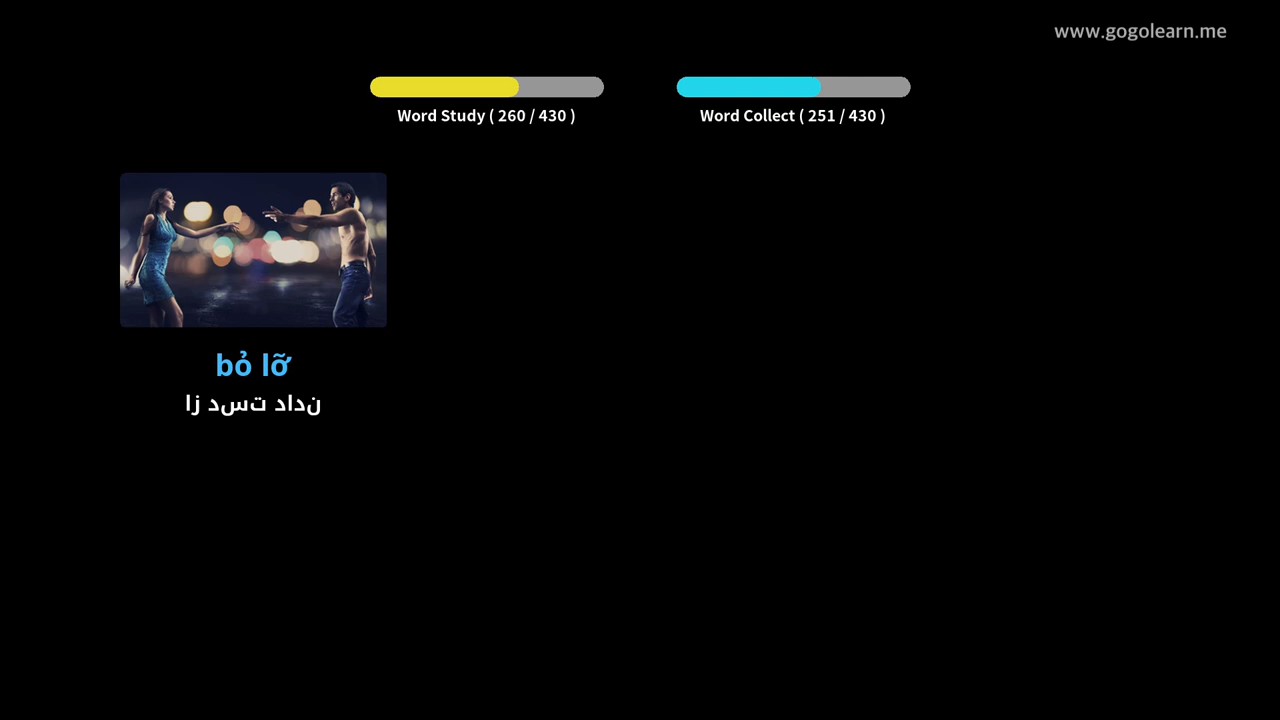 www.gogolearn.me
Word Study ( 260 / 430 )
Word Collect ( 251 / 430 )
bỏ lỡ
از دست دادن